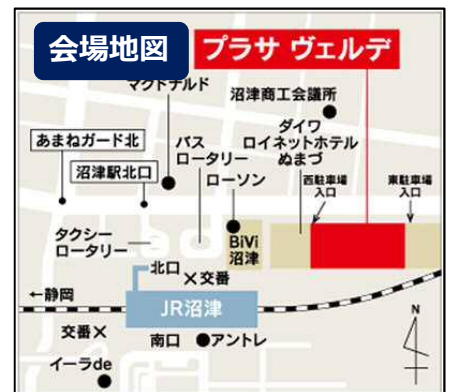 会場地図
プラサ ヴェルデ
マクドナルド
沼津商工会議所
あまねガード北
バス
ロータリー
ダイワ
ロイネットホテル
ぬまづ
沼津駅北口
ローソン
西駐車場
入口
東駐車場
入口
タクシー
ロータリー
BiVi
沼津
北口
×交番
←静岡
JR沼津
N
交番×
南口
アントレ
イーラde